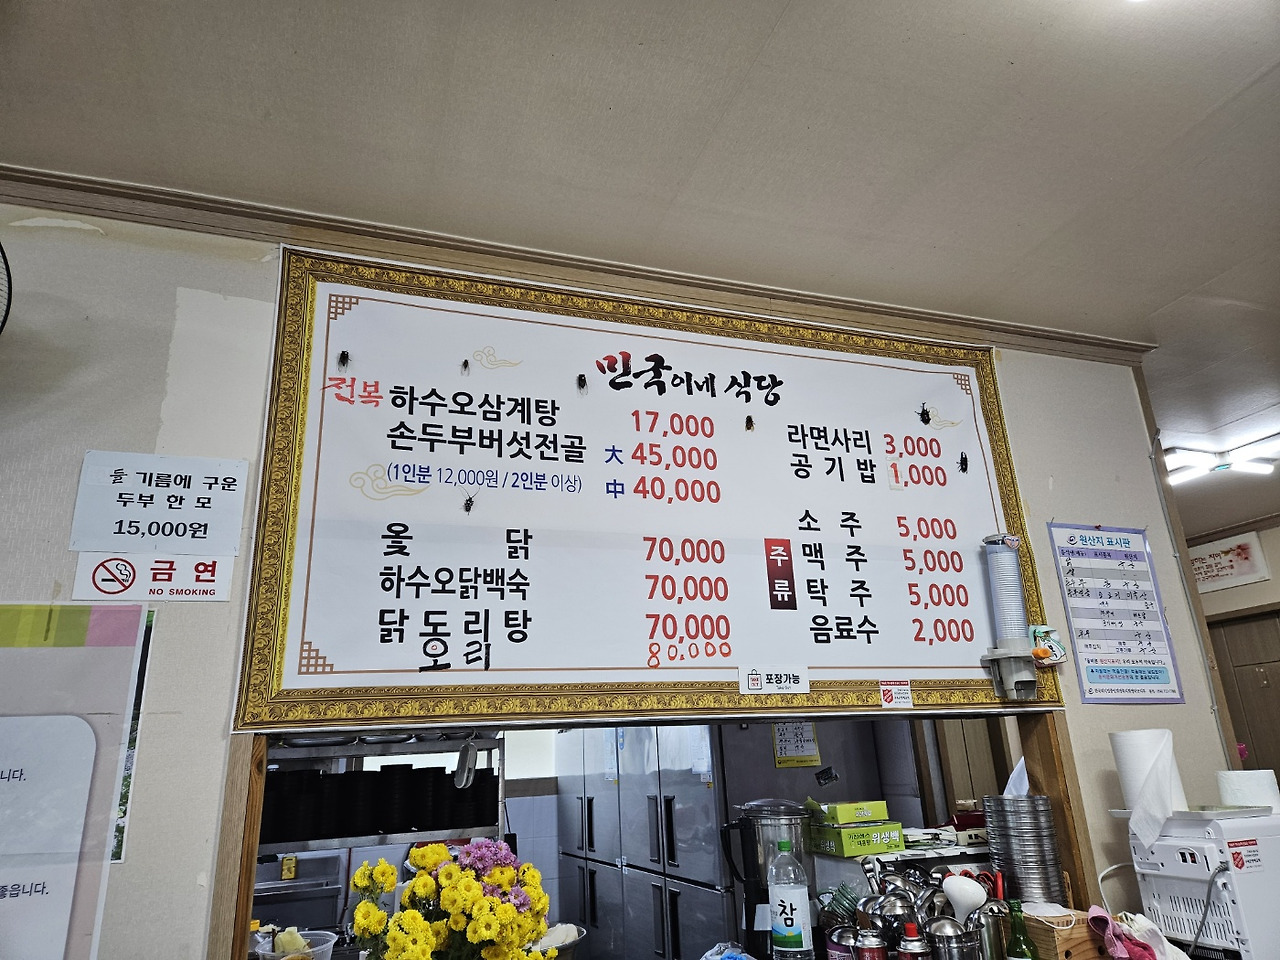 민국이네 식당
전복 하수오삼계탕 17,000
손두부버섯전골 大 45,000
(1인분 12,000원 / 2인분 이상) 中 40,000
옻 닭 70,000
하수오닭백숙 70,000
닭도리탕 70,000
오리 80.000
라면사리 3,000
공기밥 1,000
주류
소주 5,000
맥주 5,000
탁주 5,000
음료수 2,000
포장가능
들 기름에 구운
두부 한 모
15,000원
금연
NO SMOKING
원산지 표시판
니다.
좋습니다.
위생백
참